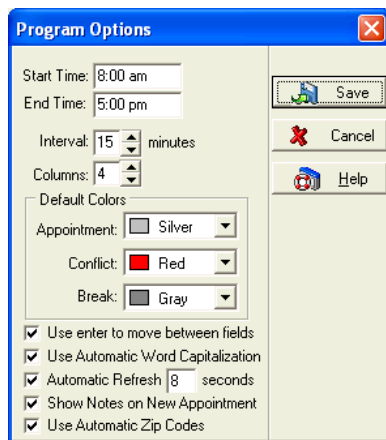 Program Options
Start Time: 8:00 am
End Time: 5:00 pm
Interval: 15 minutes
Columns: 4
Default Colors
Appointment: Silver
Conflict: Red
Break: Gray
Use enter to move between fields
Use Automatic Word Capitalization
Automatic Refresh 8 seconds
Show Notes on New Appointment
Use Automatic Zip Codes
Save
Cancel
Help